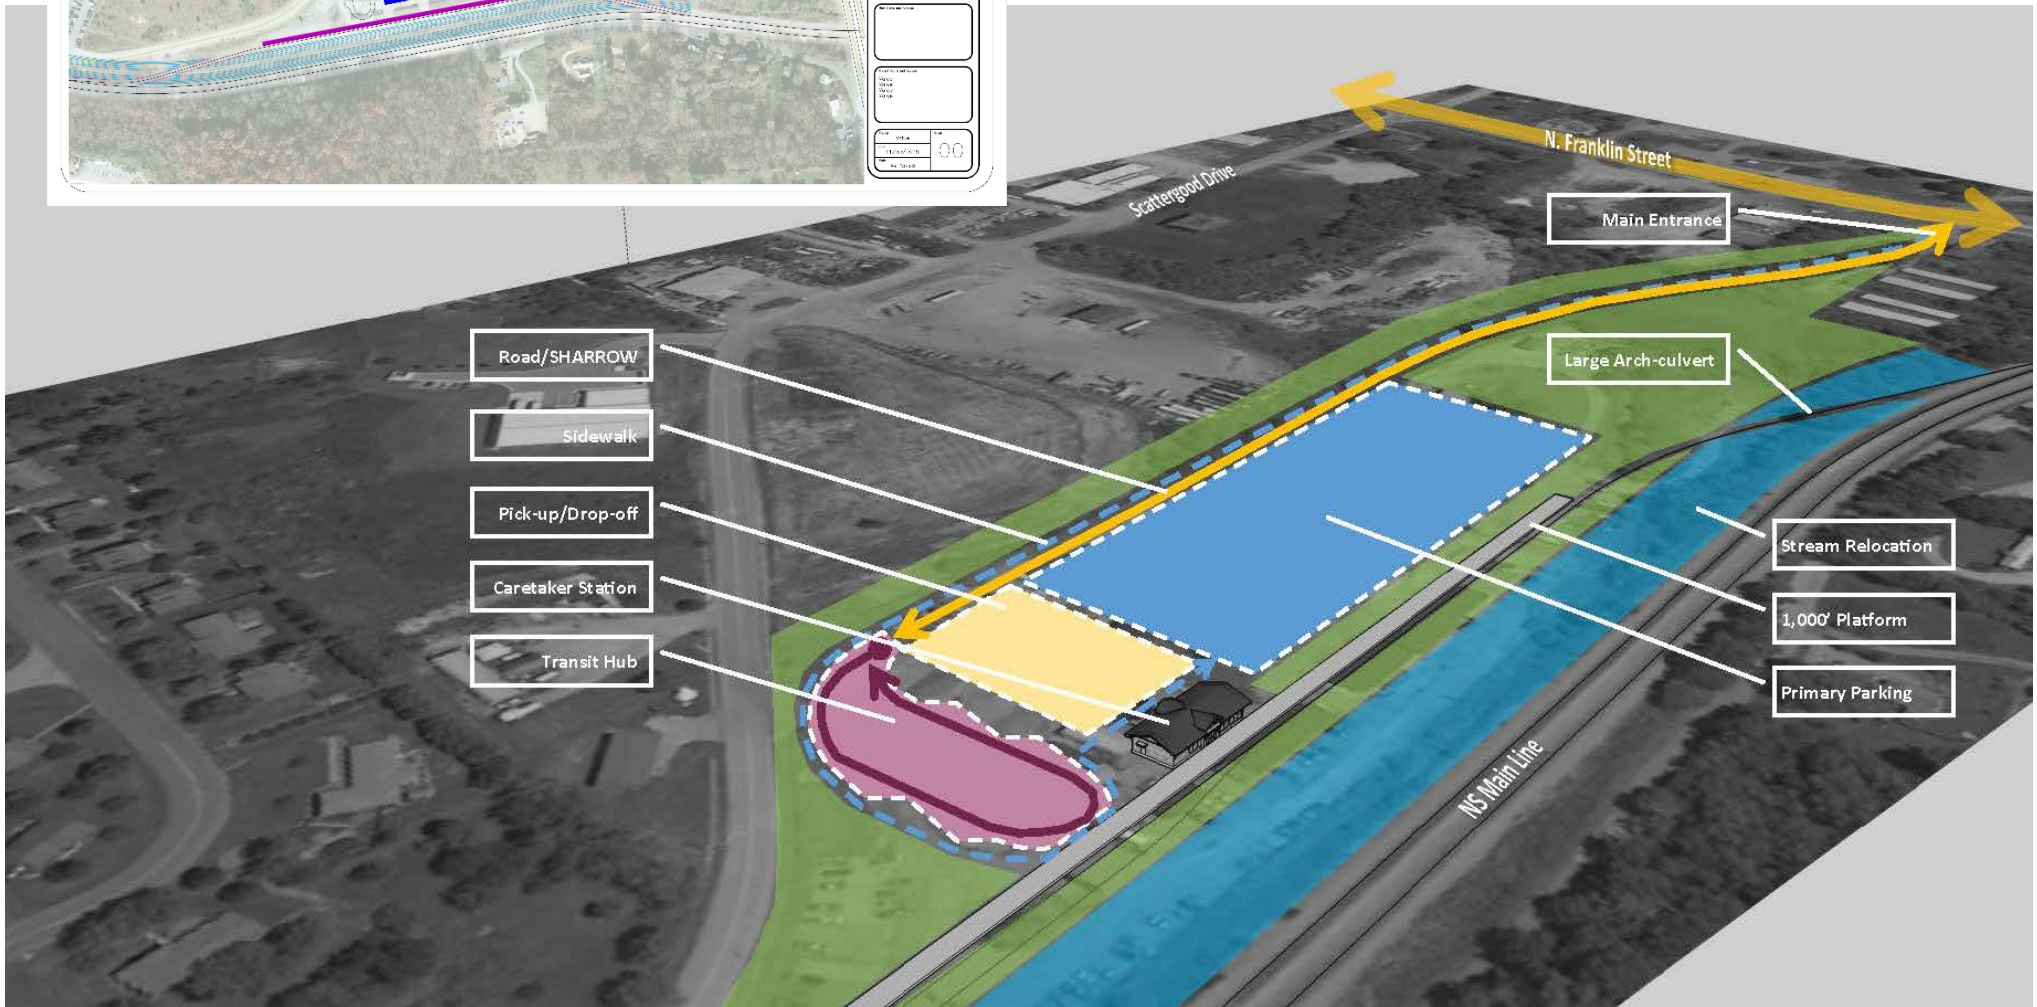 00
N. Franklin Street
Scattergood Drive
Main Entrance
Road/SHARROW
Large Arch-culvert
Sidewalk
Pick-up/Drop-off
Stream Relocation
Caretaker Station
1,000' Platform
Transit Hub
Primary Parking
NS Main Line